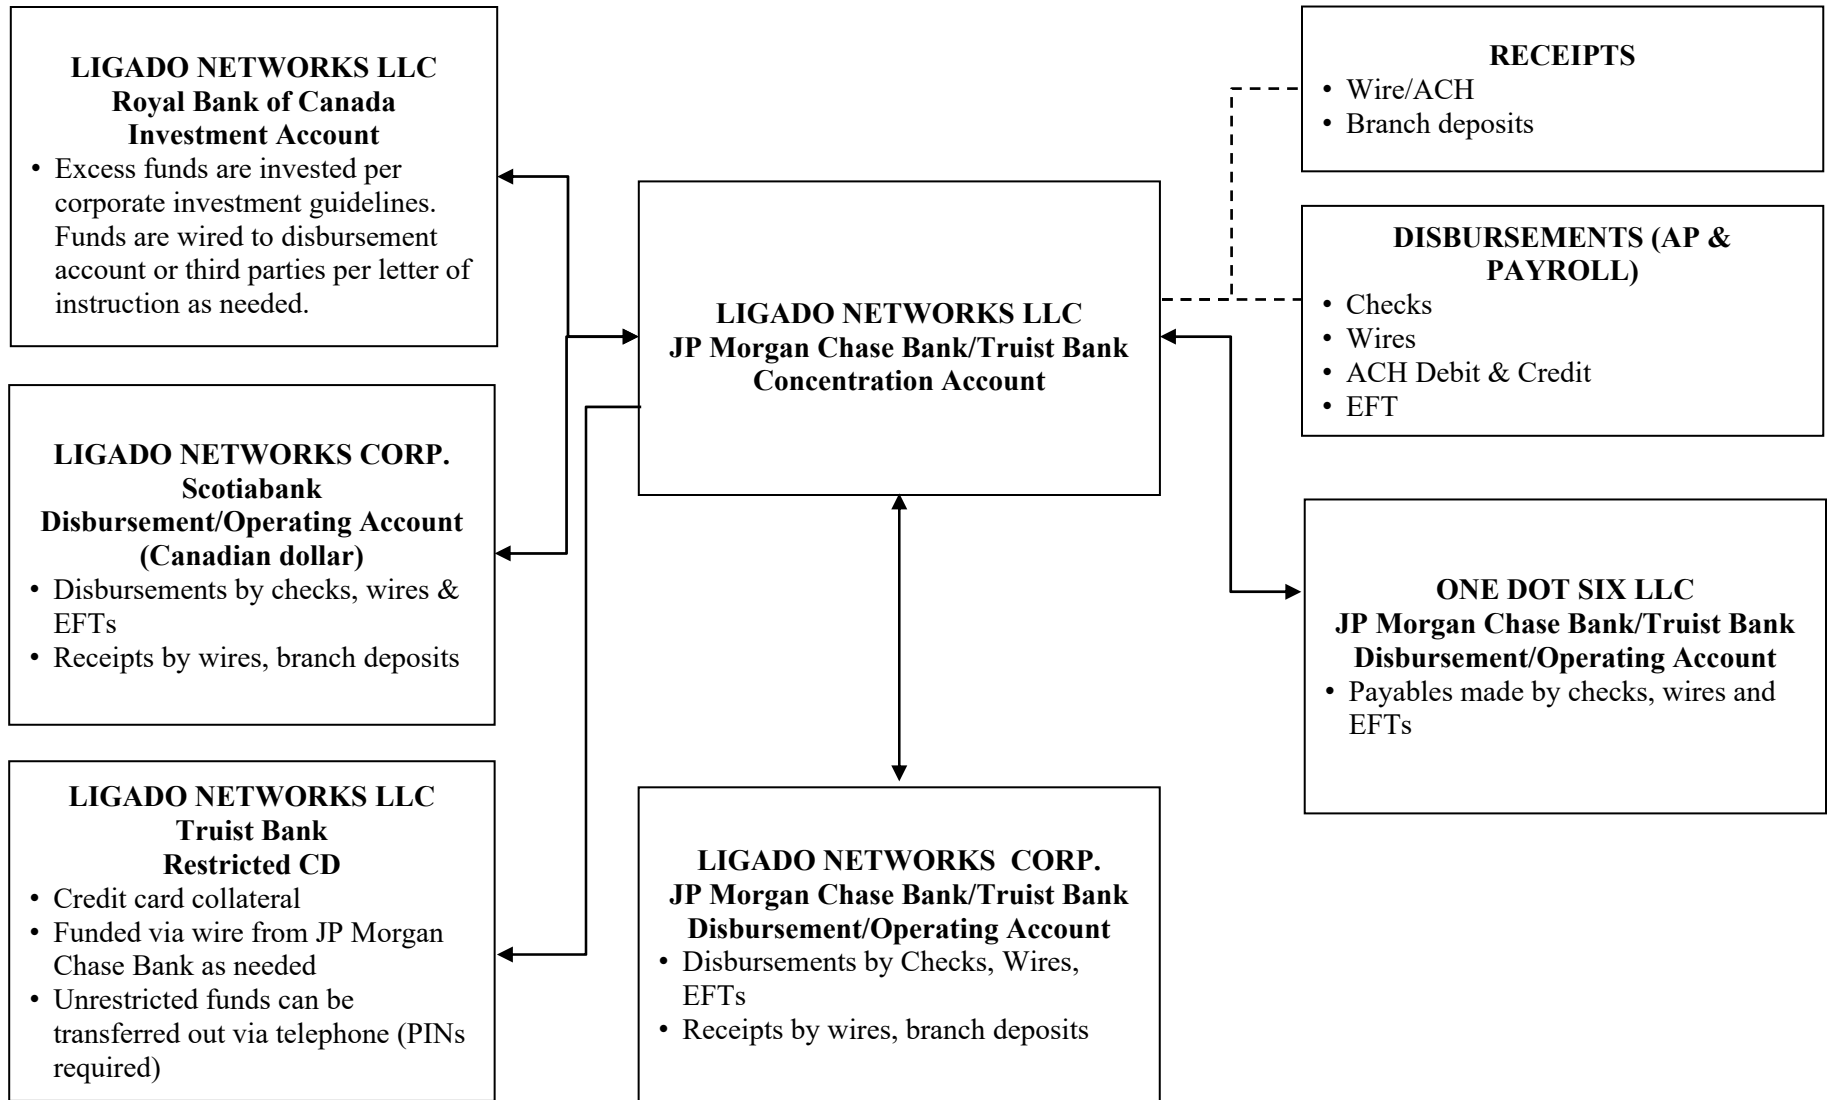 LIGADO NETWORKS LLC
Royal Bank of Canada
Investment Account
• Excess funds are invested per
corporate investment guidelines.
Funds are wired to disbursement
account or third parties per letter of
instruction as needed.
LIGADO NETWORKS CORP.
Scotiabank
Disbursement/Operating Account
(Canadian dollar)
• Disbursements by checks, wires &
EFTs
• Receipts by wires, branch deposits
LIGADO NETWORKS LLC
Truist Bank
Restricted CD
• Credit card collateral
• Funded via wire from JP Morgan
Chase Bank as needed
• Unrestricted funds can be
transferred out via telephone (PINs
required)
LIGADO NETWORKS LLC
JP Morgan Chase Bank/Truist Bank
Concentration Account
LIGADO NETWORKS CORP.
JP Morgan Chase Bank/Truist Bank
Disbursement/Operating Account
• Disbursements by Checks, Wires,
EFTs
• Receipts by wires, branch deposits
RECEIPTS
• Wire/ACH
• Branch deposits
DISBURSEMENTS (AP &
PAYROLL)
• Checks
• Wires
• ACH Debit & Credit
• EFT
ONE DOT SIX LLC
JP Morgan Chase Bank/Truist Bank
Disbursement/Operating Account
• Payables made by checks, wires and
EFTs